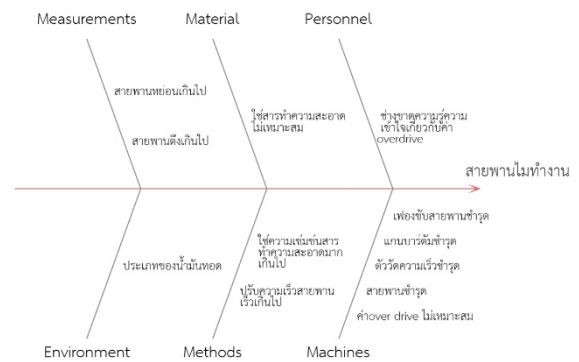 Measurements
Material
Personnel
สายพานหย่อนเกินไป
สายพานตึงเกินไป
ใช้สารทำความสะอาด
ไม่เหมาะสม
ช่างขาดความรู้ความ
เข้าใจเกี่ยวกับค่า
overdrive
สายพานไมทำงาน
ประเภทของน้ำมันทอด
ใช้ความเข้มข้นสาร
ทำความสะอาดมาก
เกินไป
ปรับความเร็วสายพาน
เร็วเกินไป
เฟืองขับสายพานชำรุด
แกนบาร์ดัมชำรุด
ตัววัดความเร็วชำรุด
สายพานชำรุด
ค่าover drive ไม่เหมาะสม
Environment
Methods
Machines